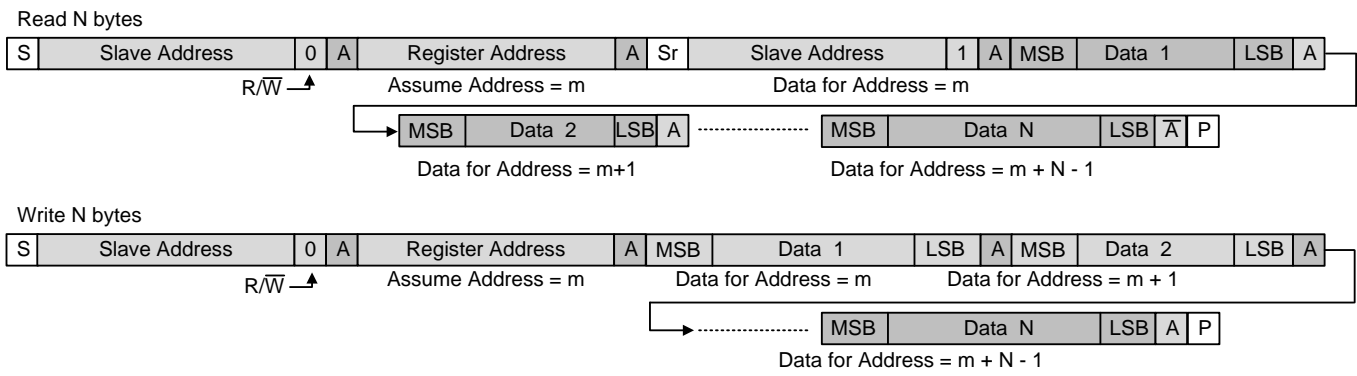 Read N bytes
S Slave Address 0 A Register Address A Sr Slave Address 1 A MSB Data 1 LSB A
R/W̅ Assume Address = m Data for Address = m
MSB Data 2 LSB A MSB Data N LSB A̅ P
Data for Address = m+1 Data for Address = m + N - 1
Write N bytes
S Slave Address 0 A Register Address A MSB Data 1 LSB A MSB Data 2 LSB A
R/W̅ Assume Address = m Data for Address = m Data for Address = m + 1
MSB Data N LSB A P
Data for Address = m + N - 1